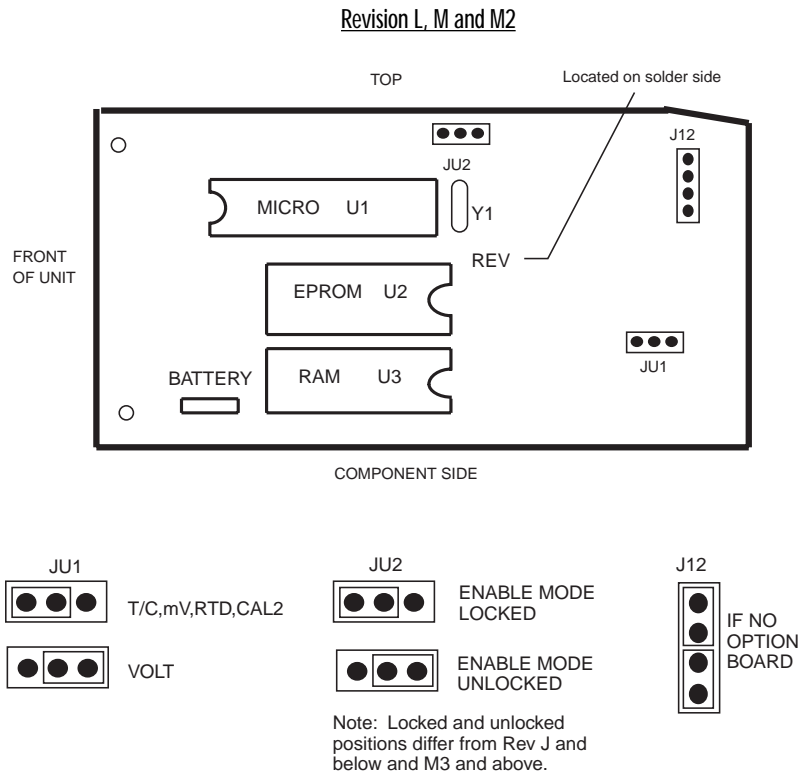 Revision L, M and M2
TOP
Located on solder side
J12
JU2
MICRO U1
Y1
FRONT
OF UNIT
REV
EPROM U2
JU1
BATTERY
RAM U3
COMPONENT SIDE
JU1
T/C,mV,RTD,CAL2
VOLT
JU2
ENABLE MODE
LOCKED
ENABLE MODE
UNLOCKED
Note: Locked and unlocked
positions differ from Rev J and
below and M3 and above.
J12
IF NO
OPTION
BOARD